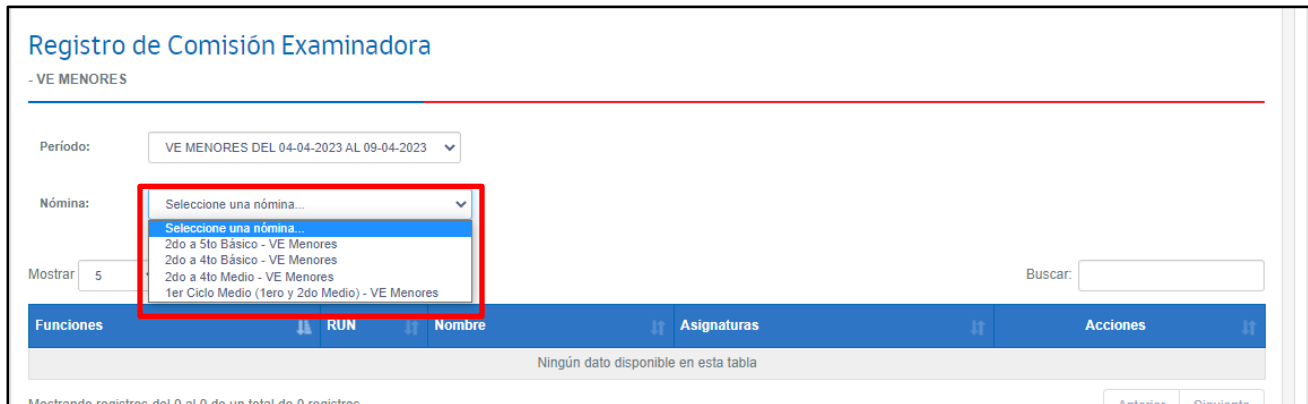 Registro de Comisión Examinadora
- VE MENORES
Período: VE MENORES DEL 04-04-2023 AL 09-04-2023
Nómina: Seleccione una nómina...
Seleccione una nómina...
2do a 5to Básico - VE Menores
2do a 4to Básico - VE Menores
2do a 4to Medio - VE Menores
1er Ciclo Medio (1ero y 2do Medio) - VE Menores
Mostrar 5 Buscar:
Funciones RUN Nombre Asignaturas Acciones
Ningún dato disponible en esta tabla
Mostrando registros del 0 al 0 de un total de 0 registros
Anterior Siguiente